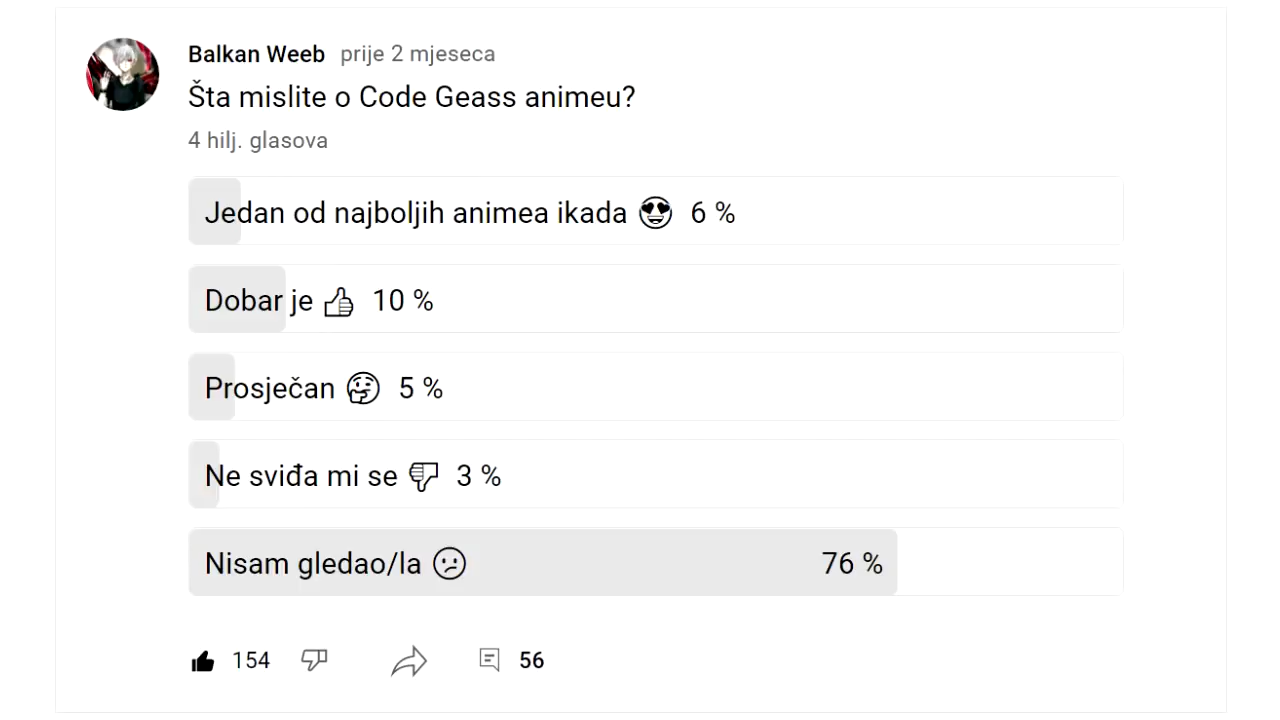 Balkan Weeb prije 2 mjeseca
Šta mislite o Code Geass animeu?
4 hilj. glasova
Jedan od najboljih animea ikada 😍 6 %
Dobar je 👍 10 %
Prosječan 🤔 5 %
Ne sviđa mi se 👎 3 %
Nisam gledao/la 😕 76 %
154 56